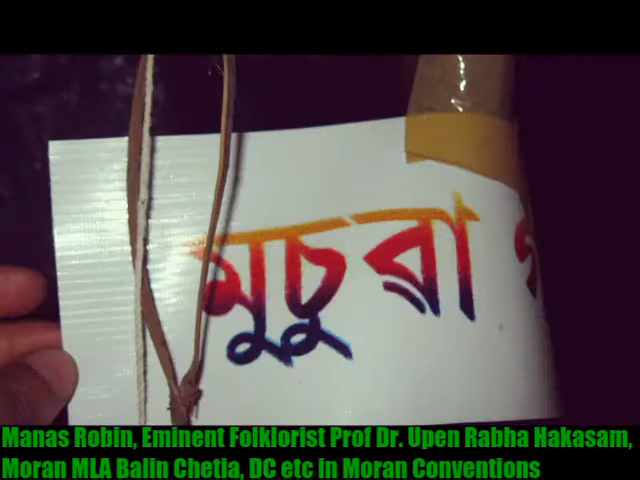 মুচুৱা
Manas Robin, Eminent Folklorist Prof Dr. Upen Rabha Hakasam,
Moran MLA Balin Chetia, DC etc In Moran Conventions